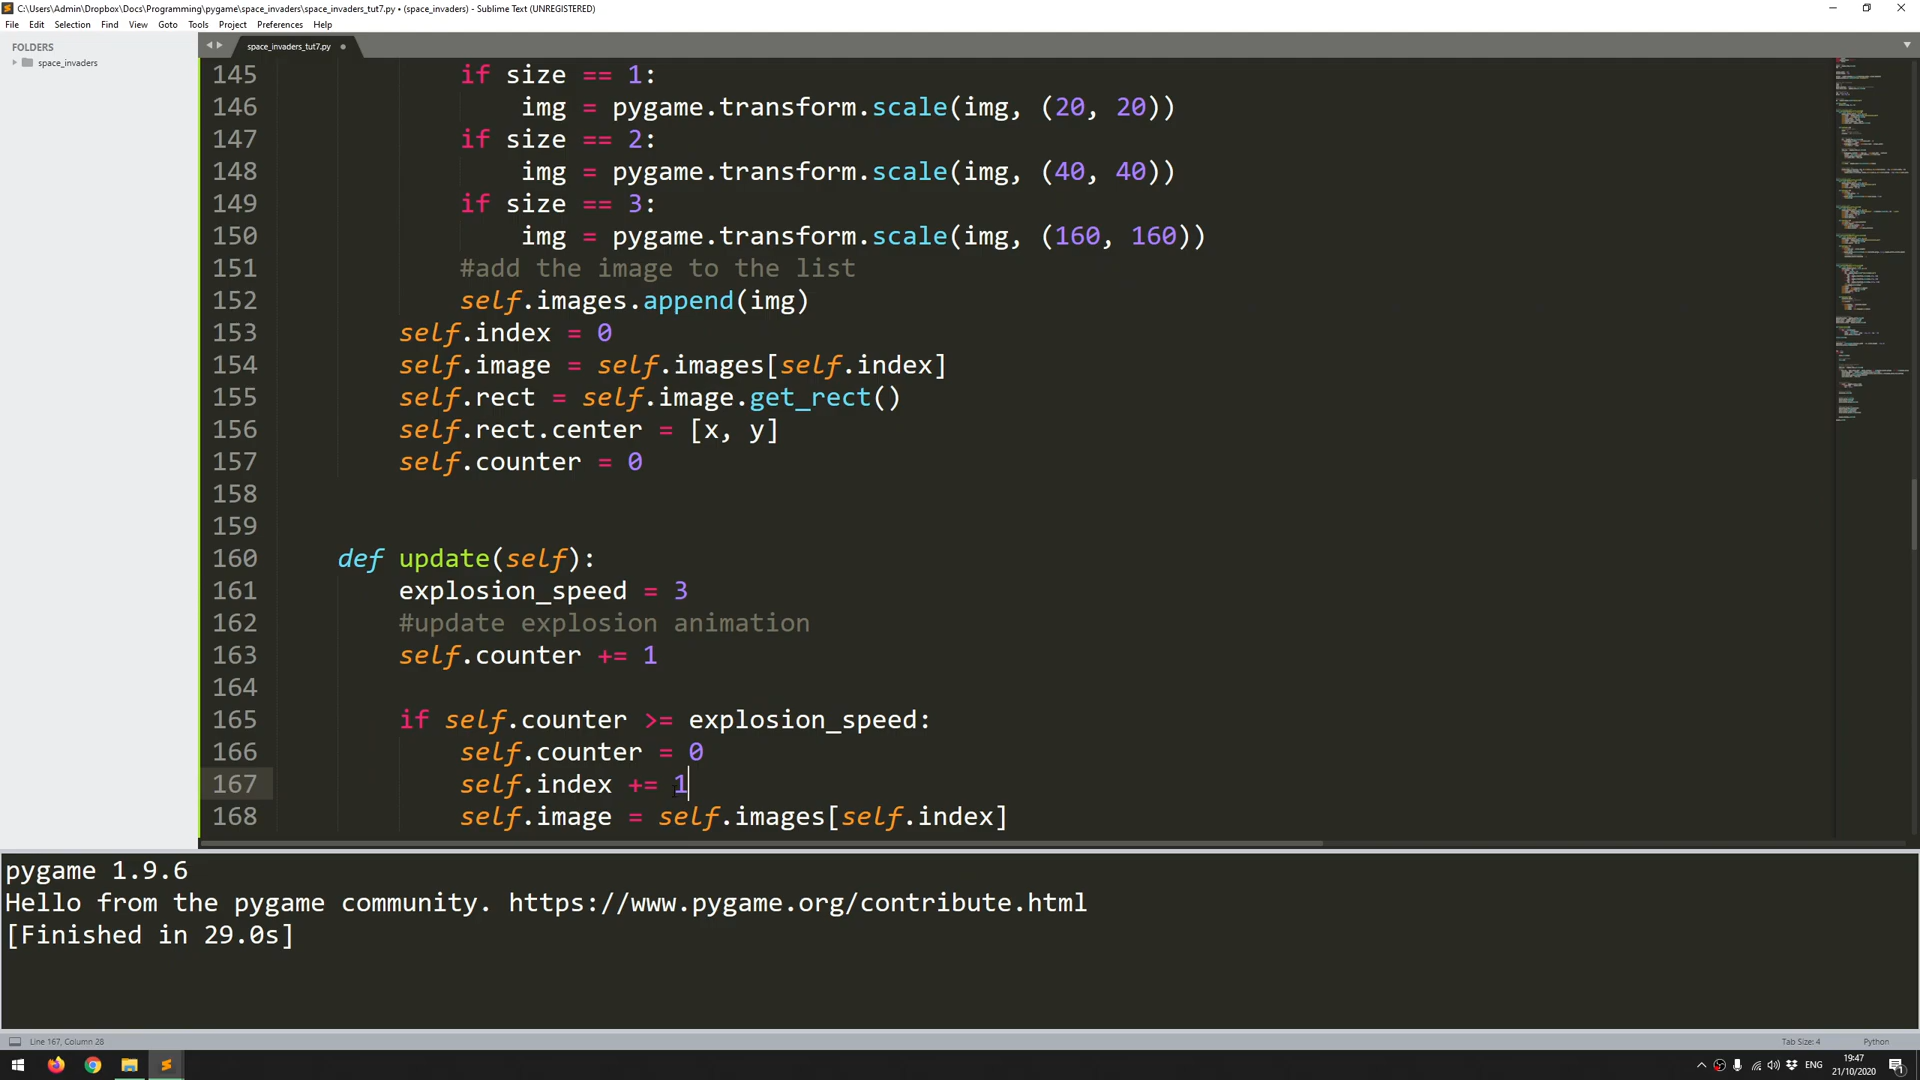 C:\Users\Admin\Dropbox\Docs\Programming\pygame\space_invaders\space_invaders_tut7.py • (space_invaders) - Sublime Text (UNREGISTERED)
File Edit Selection Find View Goto Tools Project Preferences Help
FOLDERS
space_invaders
space_invaders_tut7.py
145 if size == 1:
146 img = pygame.transform.scale(img, (20, 20))
147 if size == 2:
148 img = pygame.transform.scale(img, (40, 40))
149 if size == 3:
150 img = pygame.transform.scale(img, (160, 160))
151 #add the image to the list
152 self.images.append(img)
153 self.index = 0
154 self.image = self.images[self.index]
155 self.rect = self.image.get_rect()
156 self.rect.center = [x, y]
157 self.counter = 0
158
159
160 def update(self):
161 explosion_speed = 3
162 #update explosion animation
163 self.counter += 1
164
165 if self.counter >= explosion_speed:
166 self.counter = 0
167 self.index += 1
168 self.image = self.images[self.index]
pygame 1.9.6
Hello from the pygame community. https://www.pygame.org/contribute.html
[Finished in 29.0s]
Line 167, Column 28
Tab Size: 4
Python
ENG
19:47
21/10/2020